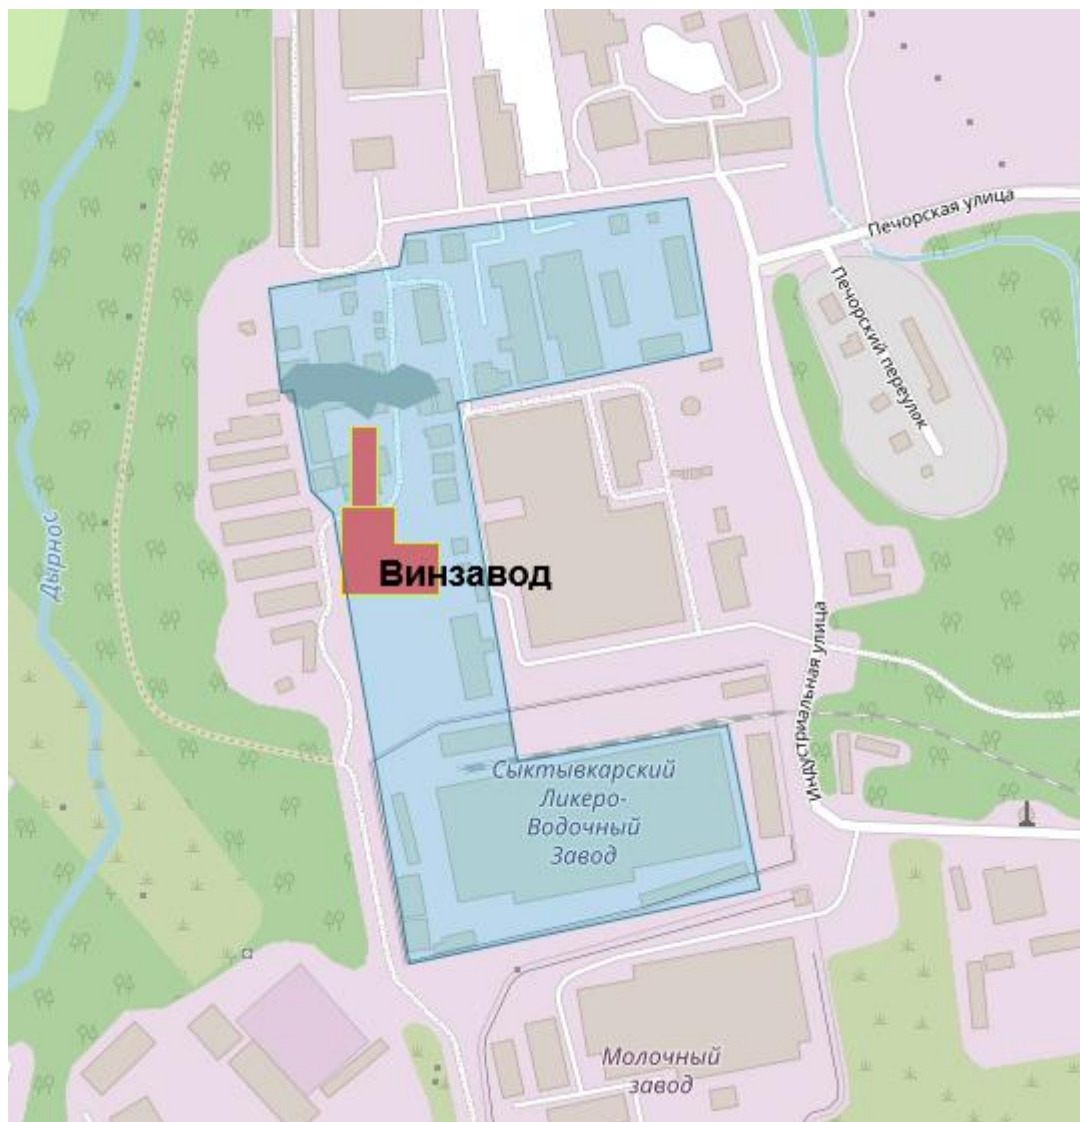 Печорская улица
Печорский переулок
Дырнос
Винзавод
Индустриальная улица
Сыктывкарский
Ликеро-
Водочный
Завод
Молочный
завод